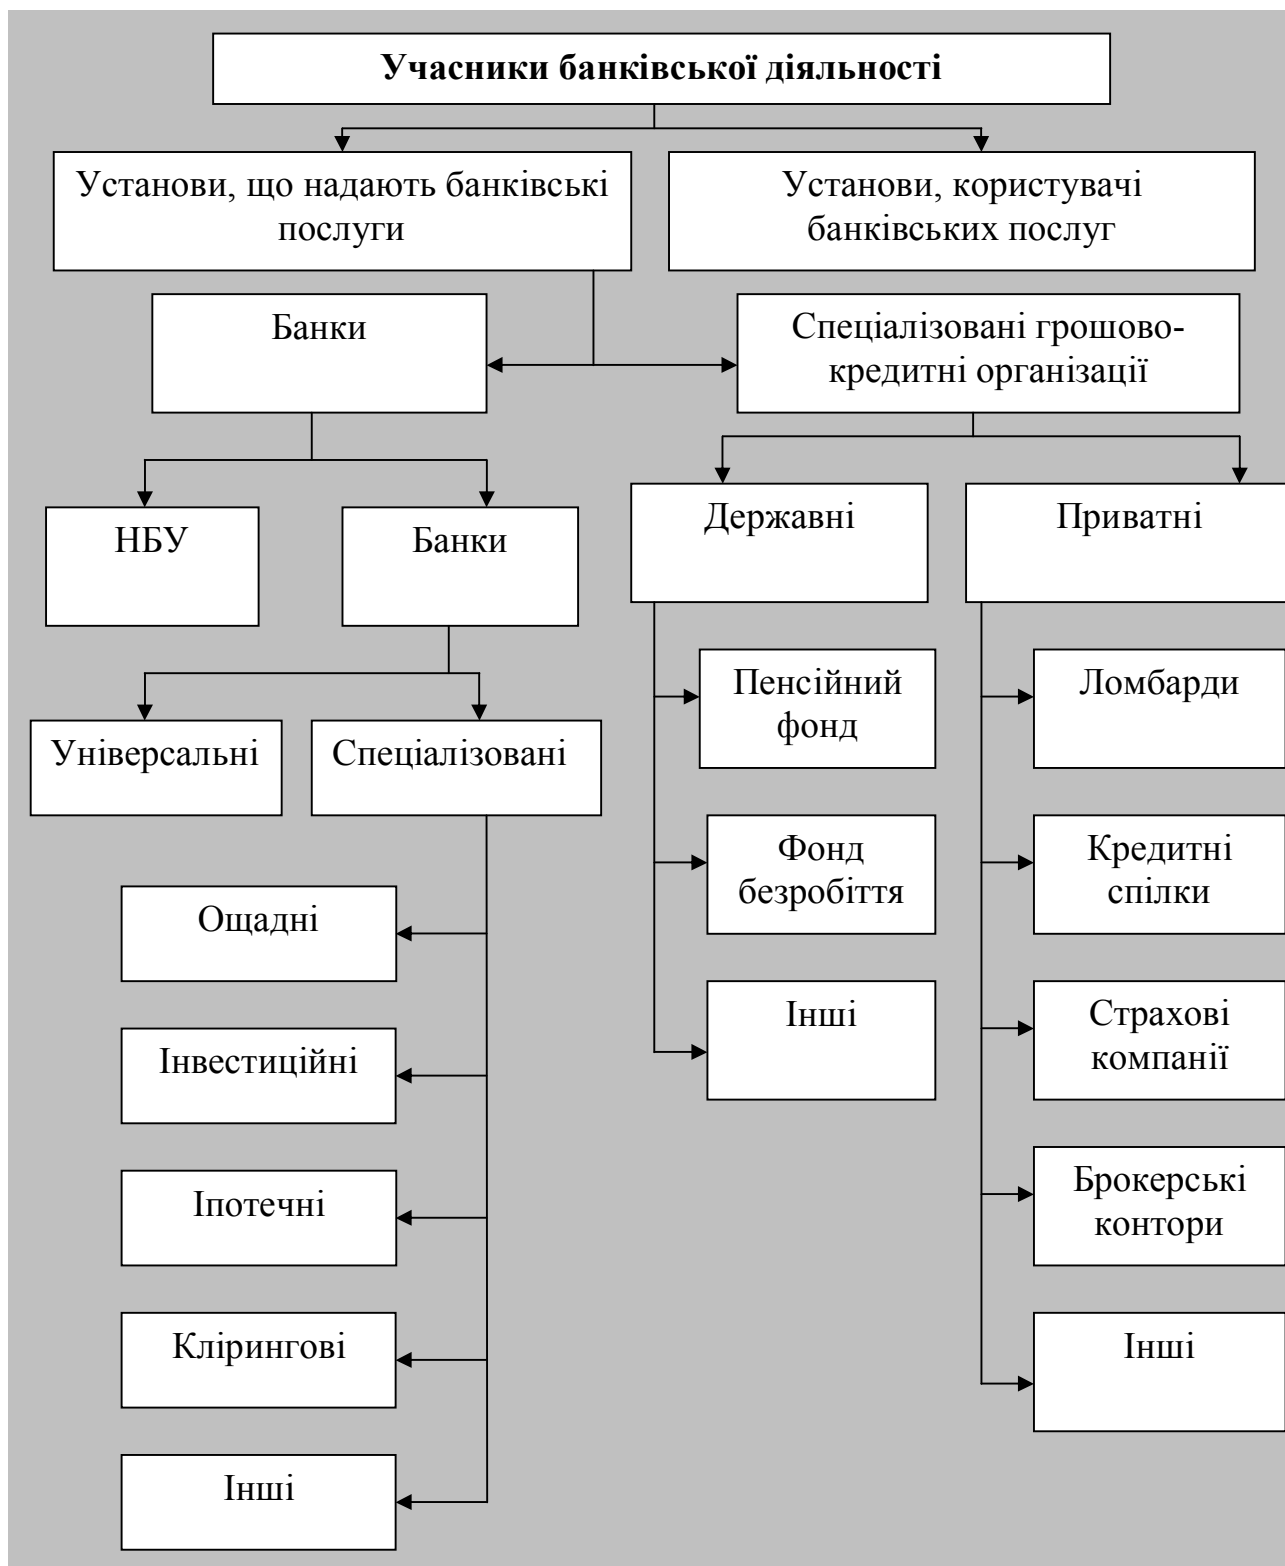 Учасники банківської діяльності
Установи, що надають банківські
послуги
Установи, користувачі
банківських послуг
Банки
Спеціалізовані грошово-
кредитні організації
НБУ
Банки
Державні
Приватні
Універсальні
Спеціалізовані
Пенсійний
фонд
Ломбарди
Фонд
безробіття
Кредитні
спілки
Ощадні
Інші
Страхові
компанії
Інвестиційні
Іпотечні
Брокерські
контори
Клірингові
Інші
Інші